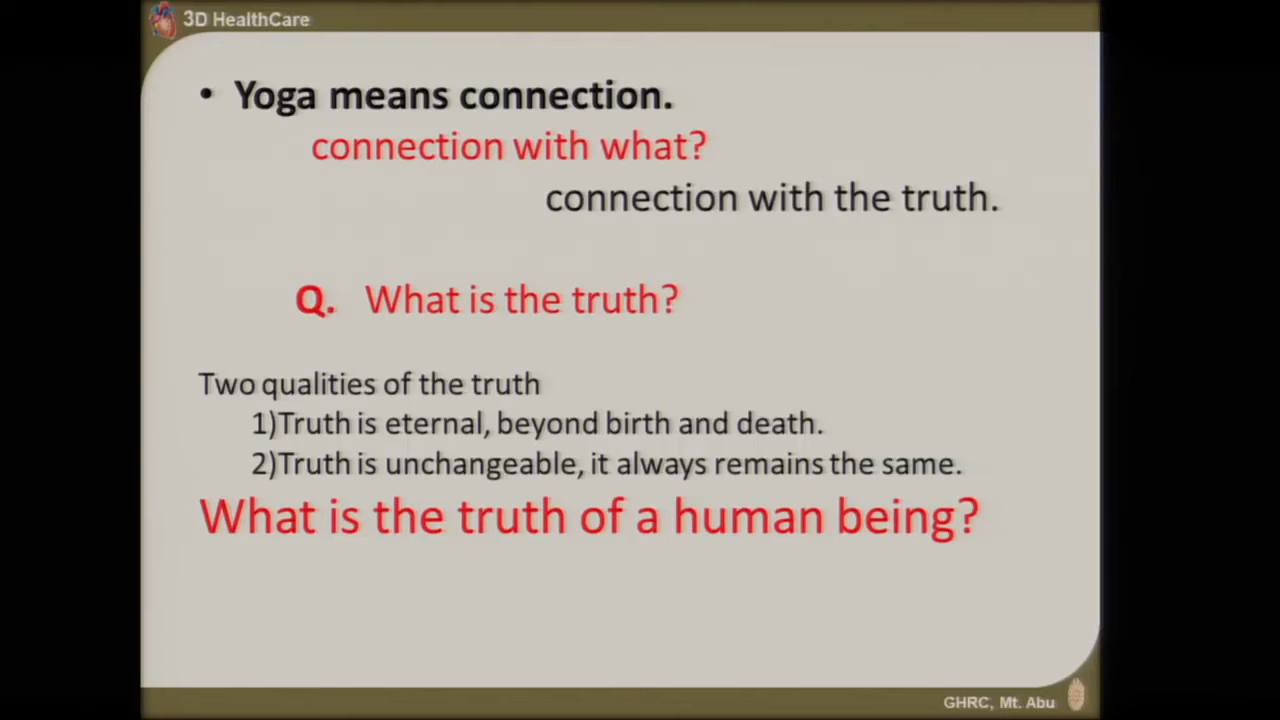 3D HealthCare
• Yoga means connection.
connection with what?
connection with the truth.
Q. What is the truth?
Two qualities of the truth
1)Truth is eternal, beyond birth and death.
2)Truth is unchangeable, it always remains the same.
What is the truth of a human being?
GHRC, Mt. Abu